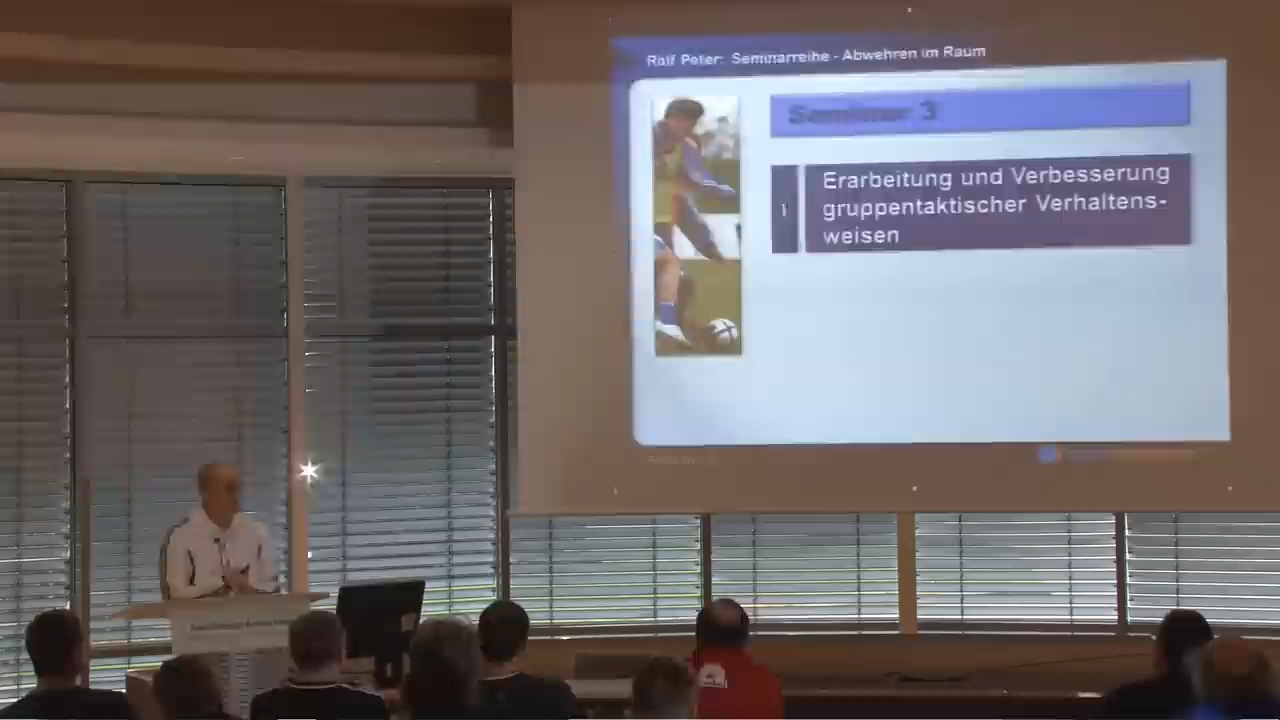 Ralf Peter: Seminarreihe - Abwehren im Raum
Seminar 3
1
Erarbeitung und Verbesserung
gruppentaktischer Verhaltens-
weisen